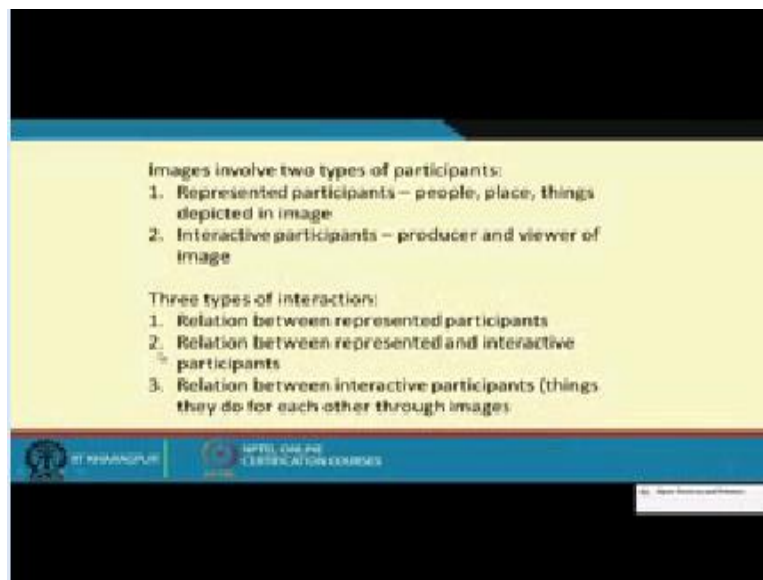 Images involve two types of participants:
1. Represented participants – people, place, things
depicted in image
2. Interactive participants – producer and viewer of
image
Three types of interaction:
1. Relation between represented participants
2. Relation between represented and interactive
participants
3. Relation between interactive participants (things
they do for each other through images
IIT KHARAGPUR
NPTEL ONLINE
CERTIFICATION COURSES